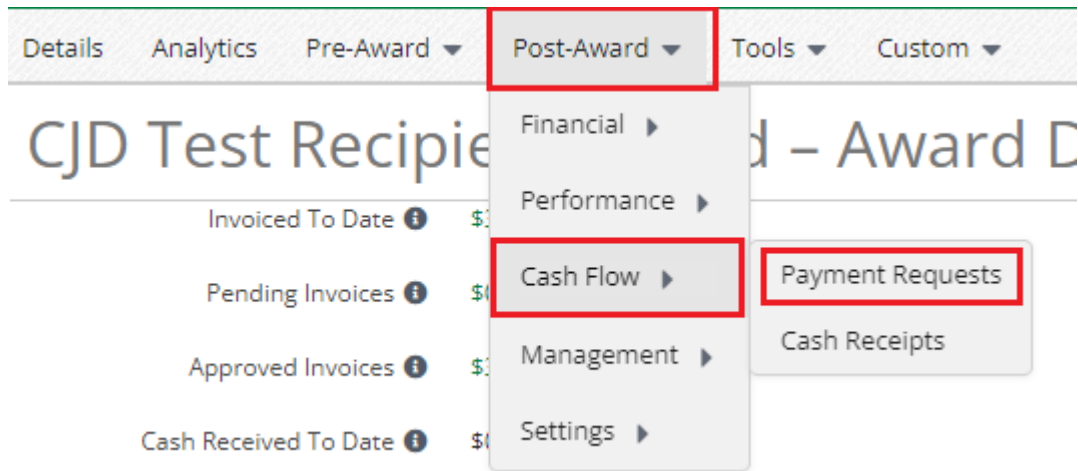 Details Analytics Pre-Award Post-Award Tools Custom
CJD Test Recipie d – Award D
Financial
Performance
Invoiced To Date $
Cash Flow
Payment Requests
Pending Invoices $
Cash Receipts
Management
Approved Invoices $
Settings
Cash Received To Date $